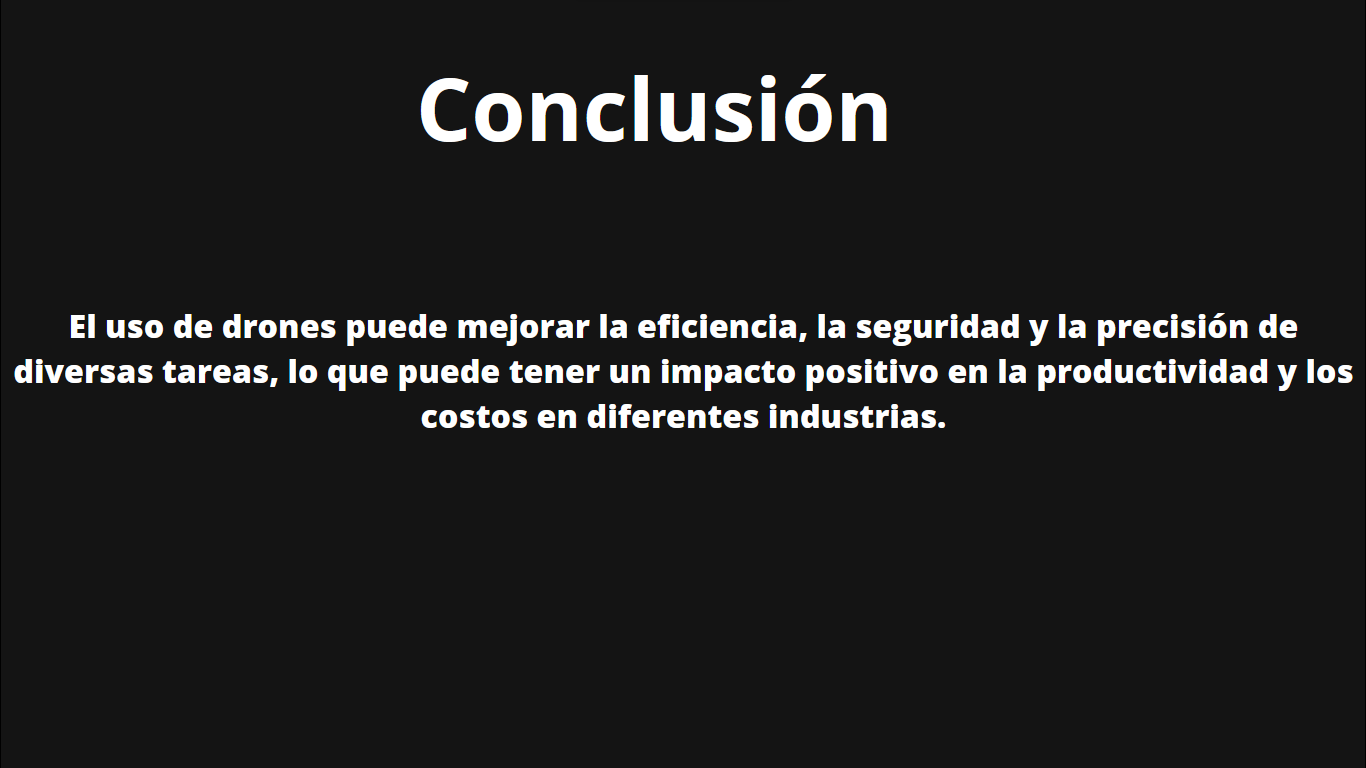 Conclusión
El uso de drones puede mejorar la eficiencia, la seguridad y la precisión de
diversas tareas, lo que puede tener un impacto positivo en la productividad y los
costos en diferentes industrias.